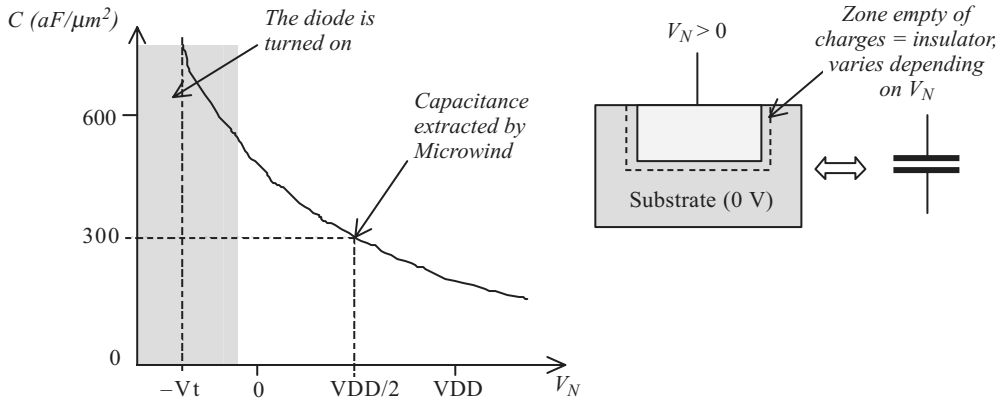 C (aF/μm²)
The diode is
turned on
600
Capacitance
extracted by
Microwind
300
0
–Vt
0
VDD/2
VDD
V_N
V_N > 0
Zone empty of
charges = insulator,
varies depending
on V_N
Substrate (0 V)